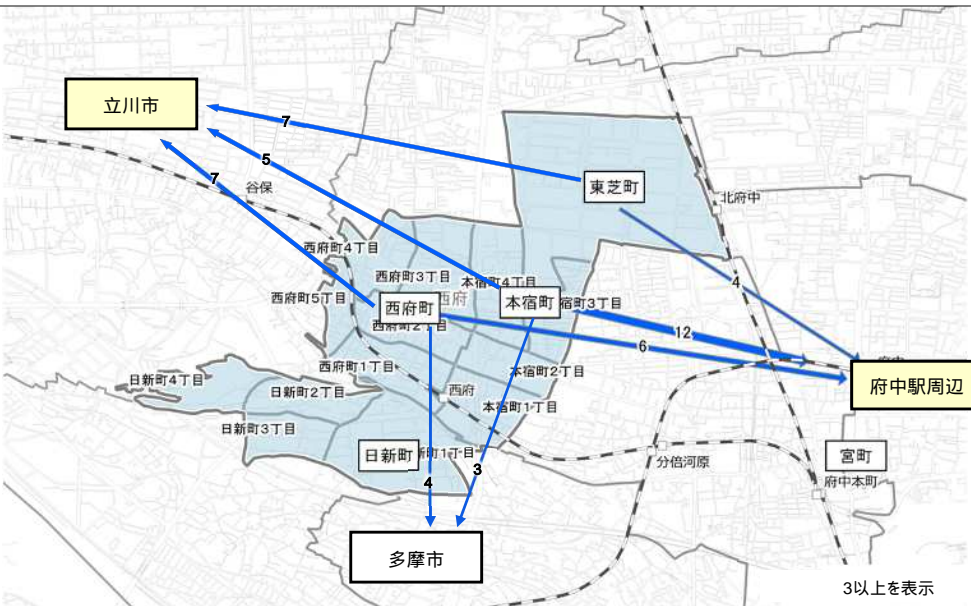 立川市
7
5
7
谷保
東芝町
北府中
西府町4丁目
西府町3丁目
本宿町4丁目
西府町5丁目
西府町
西府
本宿町
宿町3丁目
4
西府町2丁目
12
6
府中
府中駅周辺
西府町1丁目
本宿町2丁目
日新町4丁目
日新町2丁目
西府
本宿町1丁目
日新町3丁目
日新町
新町1丁目
分倍河原
宮町
4
3
府中本町
多摩市
3以上を表示